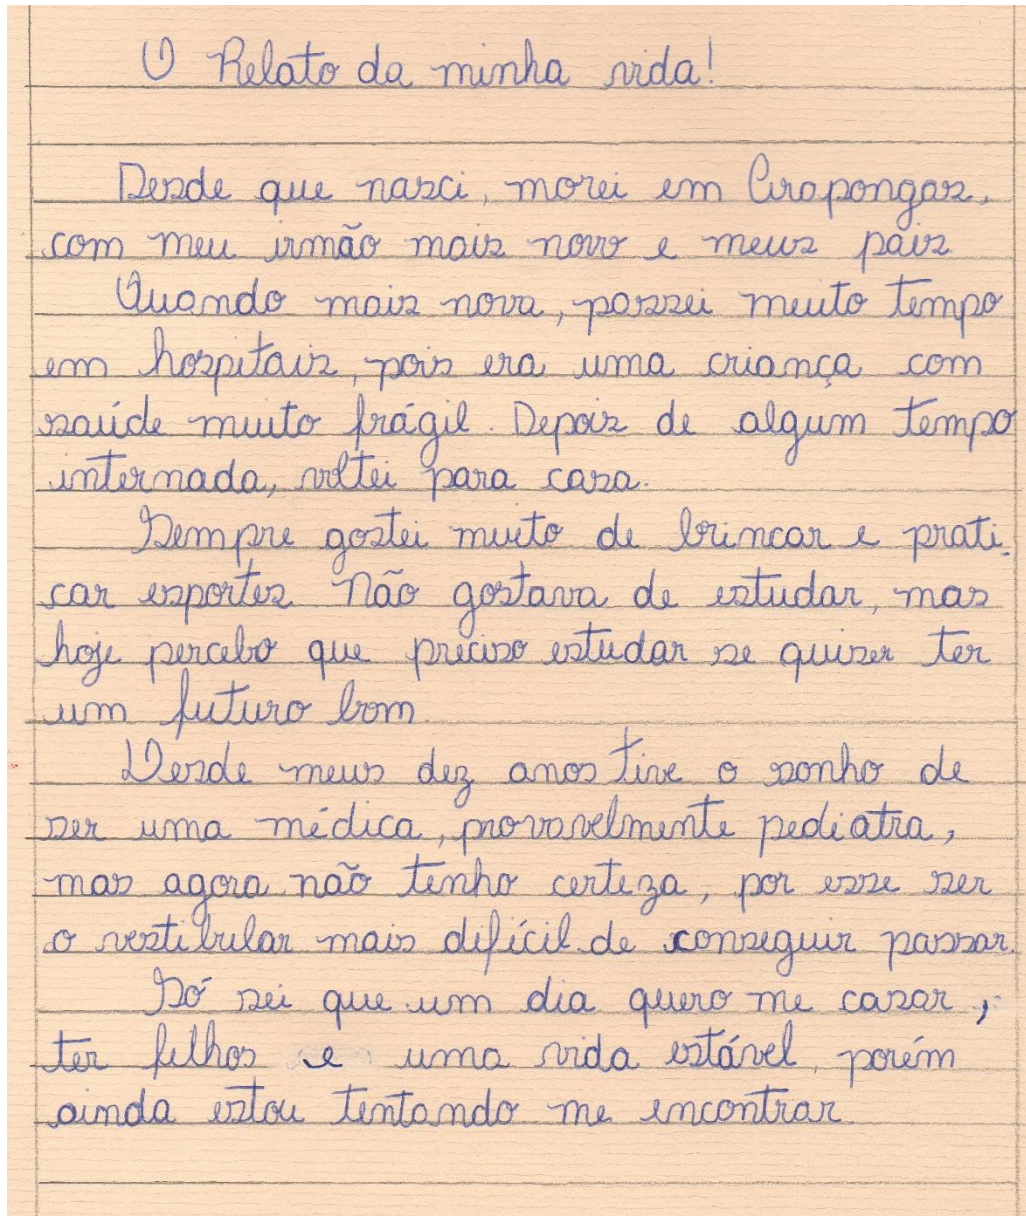 O Relato da minha vida!
Desde que nasci, morei em Arapongas,
com meu irmão mais novo e meus pais
Quando mais nova, passei muito tempo
em hospitais, pois era uma criança com
saúde muito frágil. Depois de algum tempo
internada, voltei para casa.
Sempre gostei muito de brincar e prati
car esportes. Não gostava de estudar, mas
hoje percebo que preciso estudar se quiser ter
um futuro bom.
Desde meus dez anos tive o sonho de
ser uma médica, provavelmente pediatra,
mas agora não tenho certeza, por esse ser
o vestibular mais difícil de conseguir passar.
Só sei que um dia quero me casar,
ter filhos e uma vida estável, porém
ainda estou tentando me encontrar.